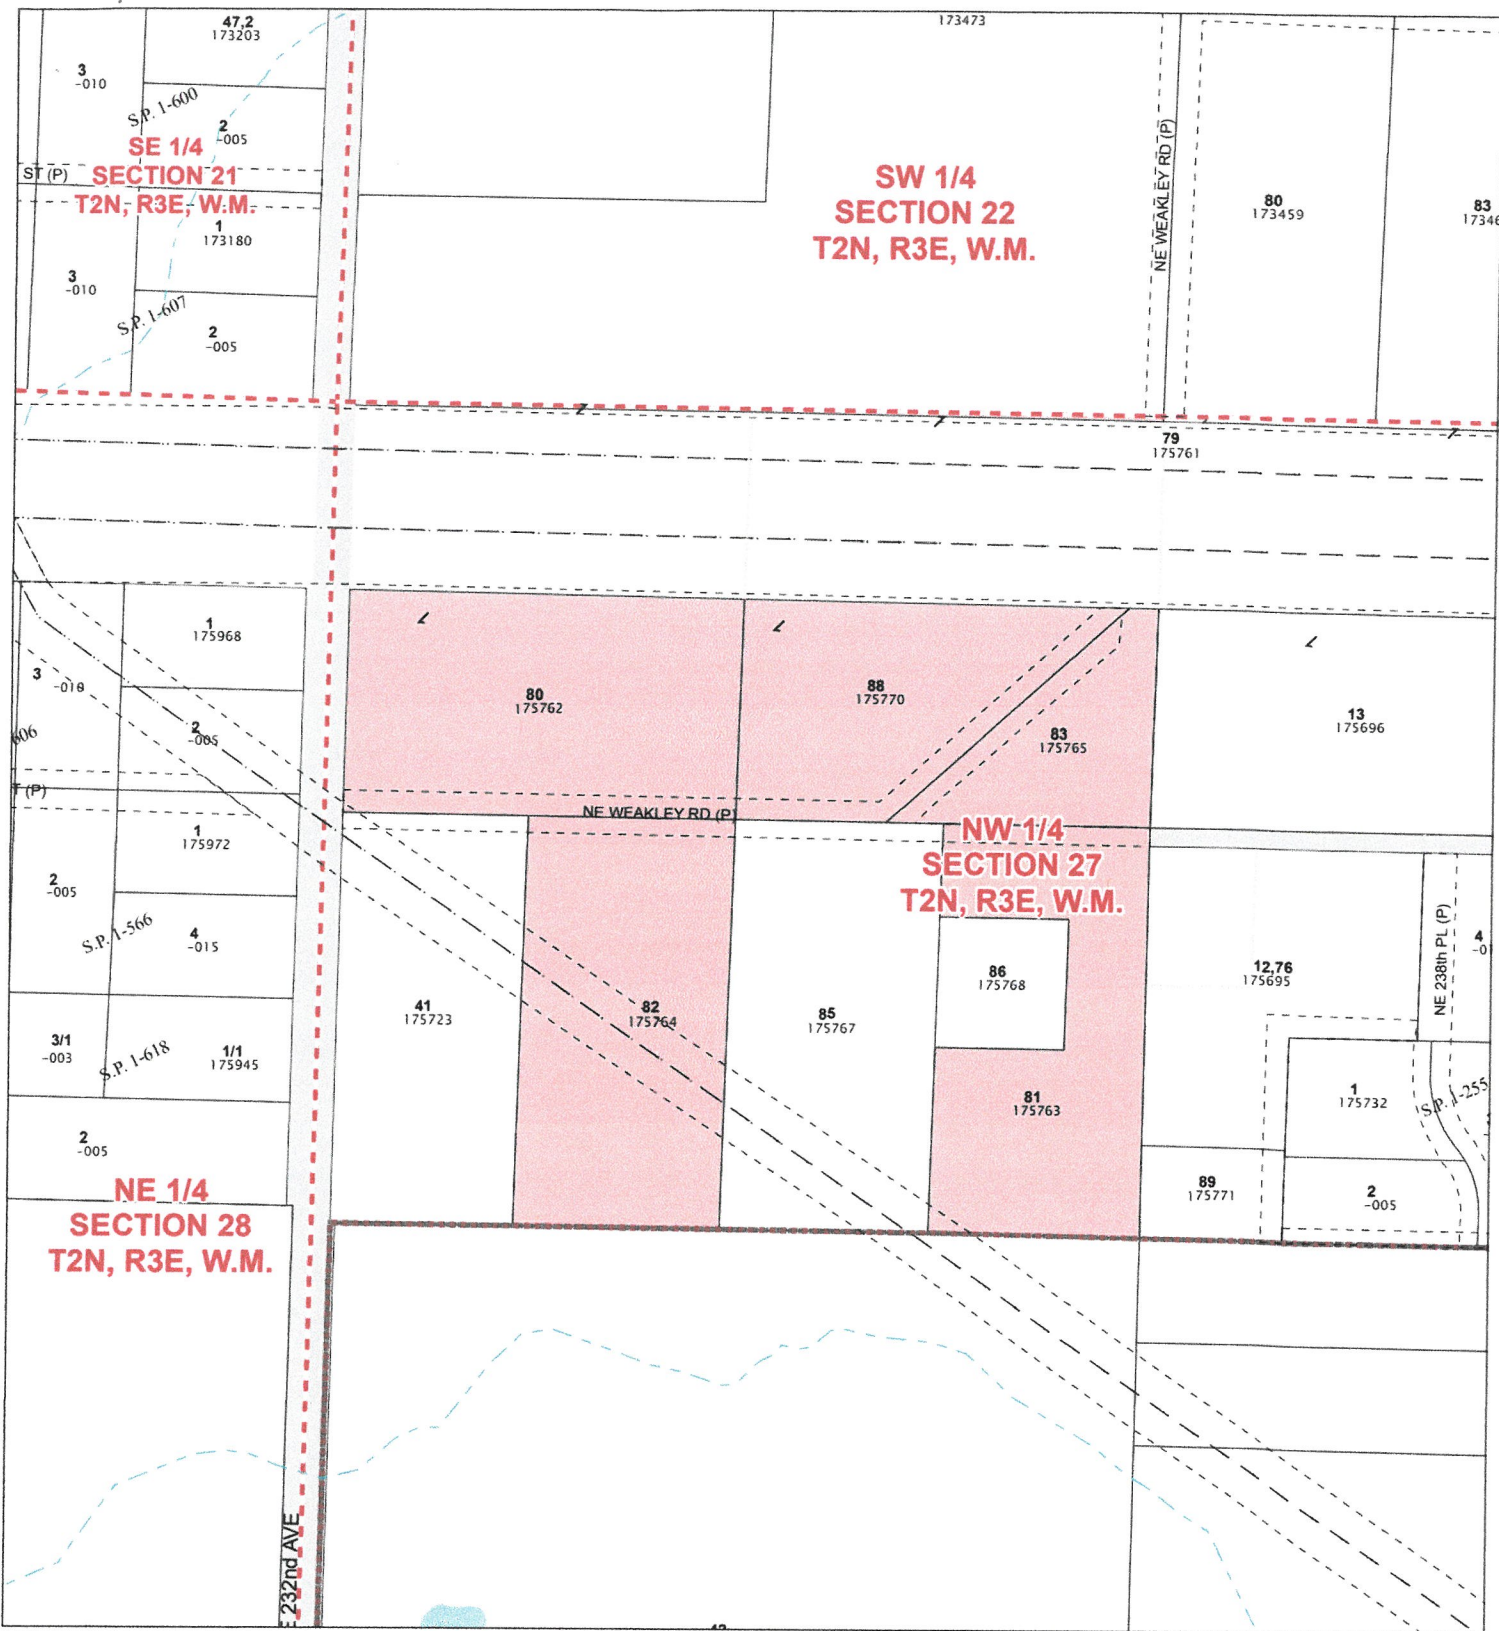 47,2
173203
173473
3
-010
S.P. 1-600
2
-005
SE 1/4
SECTION 21
T2N, R3E, W.M.
ST (P)
1
173180
3
-010
S.P. 1-607
2
-005
SW 1/4
SECTION 22
T2N, R3E, W.M.
NE WEAKLEY RD (P)
80
173459
83
17346
79
175761
1
175968
3
-010
2
-005
606
T (P)
80
175762
88
175770
83
175765
13
175696
NE WEAKLEY RD (P)
1
175972
2
-005
S.P. 1-566
4
-015
NW 1/4
SECTION 27
T2N, R3E, W.M.
41
175723
82
175764
85
175767
86
175768
12,76
175695
NE 238th PL (P)
4
3/1
-003
S.P. 1-618
1/1
175945
81
175763
1
175732
S.P. 1-255
2
-005
89
175771
2
-005
NE 1/4
SECTION 28
T2N, R3E, W.M.
E 232nd AVE